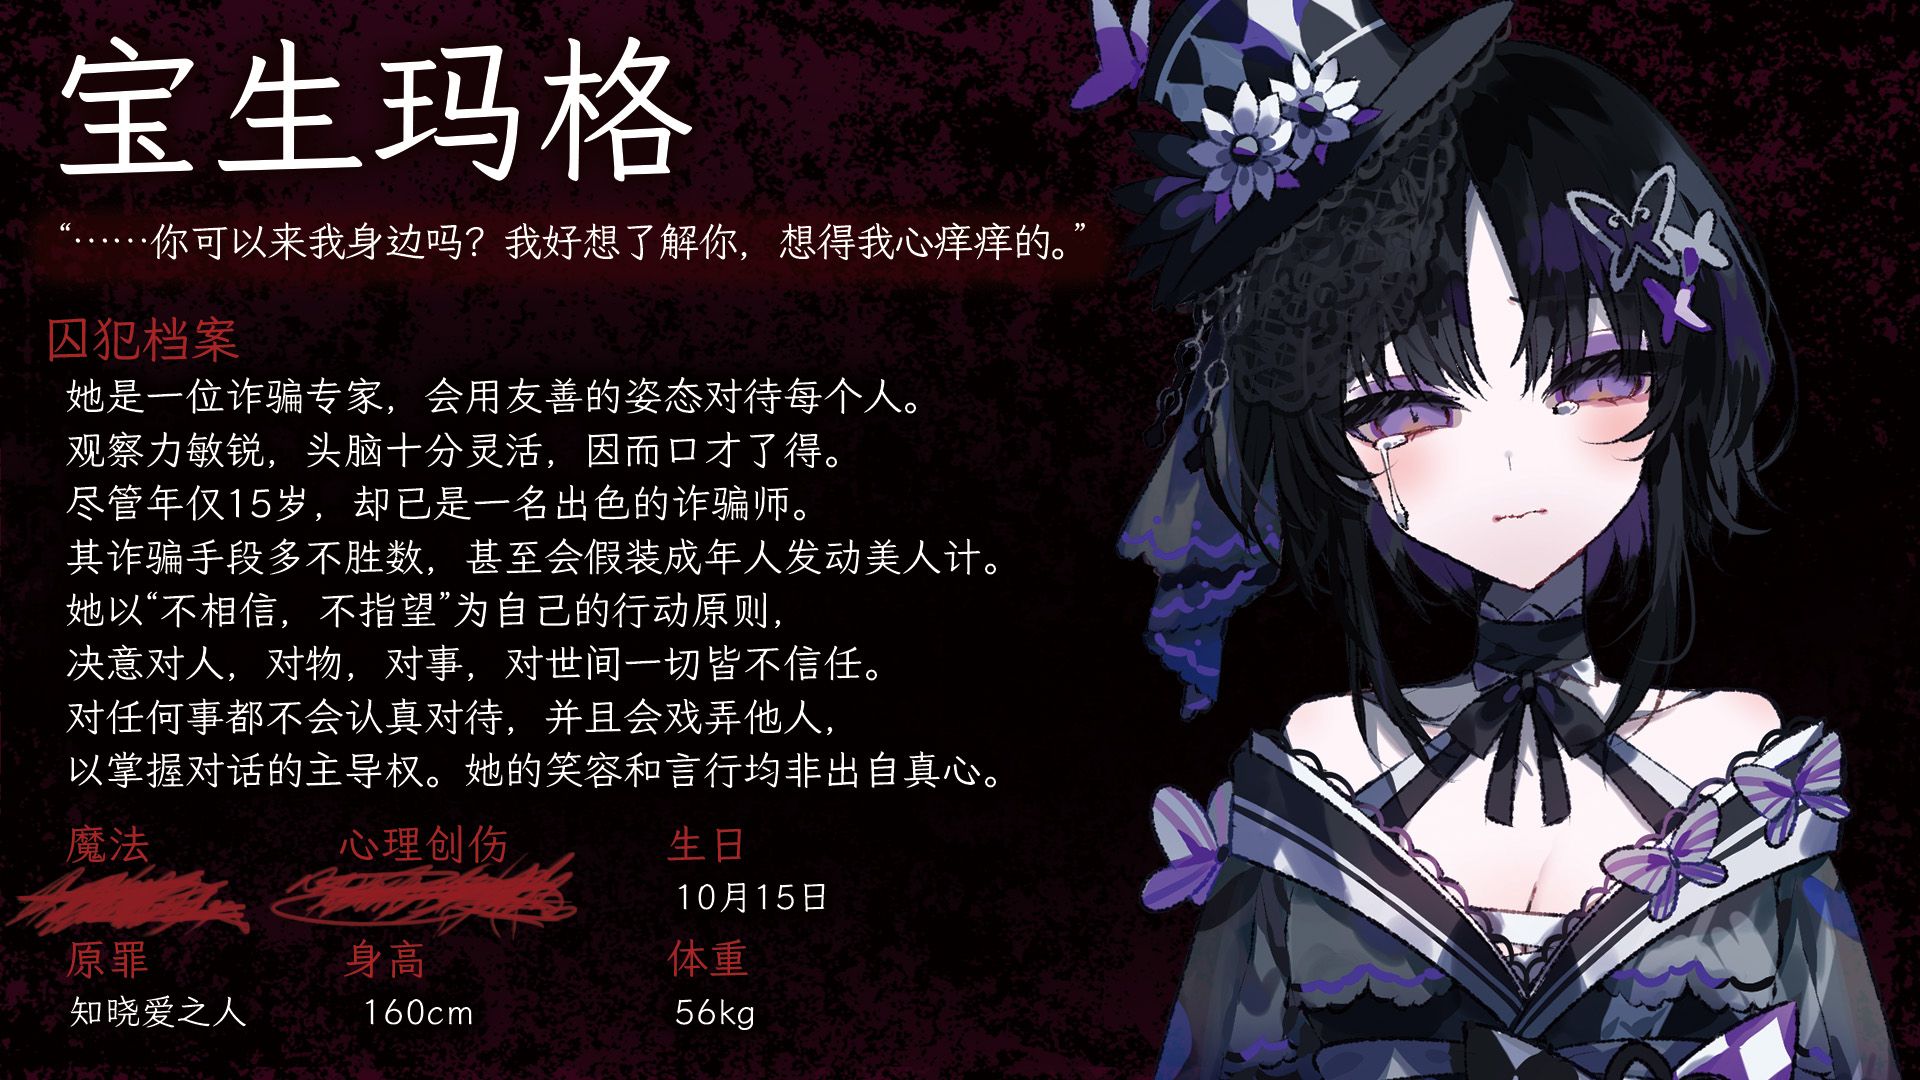 宝生玛格
“……你可以来我身边吗？我好想了解你，想得我心痒痒的。”
囚犯档案
她是一位诈骗专家，会用友善的姿态对待每个人。
观察力敏锐，头脑十分灵活，因而口才了得。
尽管年仅15岁，却已是一名出色的诈骗师。
其诈骗手段多不胜数，甚至会假装成年人发动美人计。
她以“不相信，不指望”为自己的行动原则，
决意对人，对物，对事，对世间一切皆不信任。
对任何事都不会认真对待，并且会戏弄他人，
以掌握对话的主导权。她的笑容和言行均非出自真心。
魔法 心理创伤 生日
10月15日
原罪 身高 体重
知晓爱之人 160cm 56kg